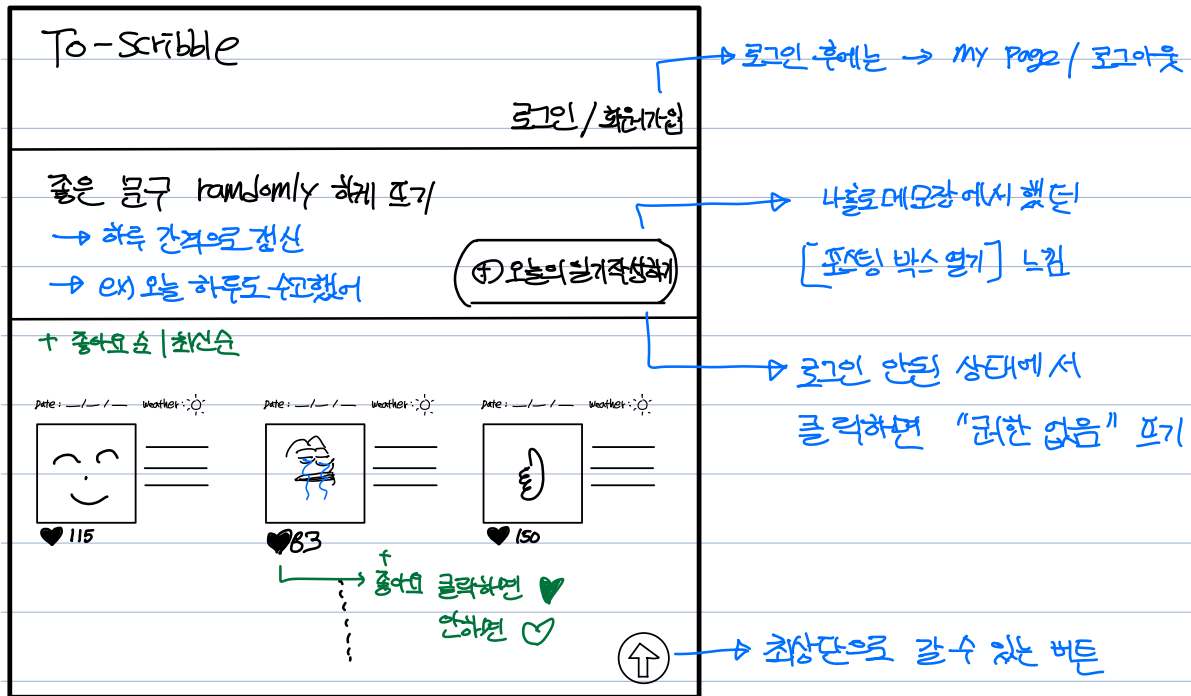 To-Scribble
로그인 후에는 → my page / 로그아웃
로그인 / 회원가입
좋은 문구 ramdomly 하게 뜨기
→ 하루 간격으로 갱신
→ ex) 오늘 하루도 수고했어
+ 오늘의 일기 작성하기
나홀로메모장에서 했던
[포스팅 박스 열기] 느낌
+ 좋아요 순 | 최신순
로그인 안된 상태에서
클릭하면 "권한 없음" 뜨기
Date : __/__/__ weather :
Date : __/__/__ weather :
Date : __/__/__ weather :
♥ 115
♥ 83
♥ 150
+
좋아요 클릭하면 ♥
안하면 ♡
최상단으로 갈 수 있는 버튼